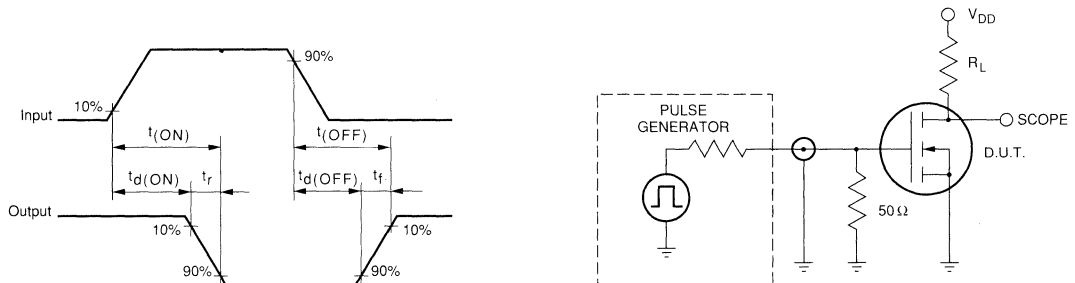 90%
10%
Input
t(ON)
t(OFF)
td(ON)
tr
td(OFF)
tf
Output
10%
90%
10%
90%
PULSE
GENERATOR
VDD
RL
SCOPE
D.U.T.
50Ω